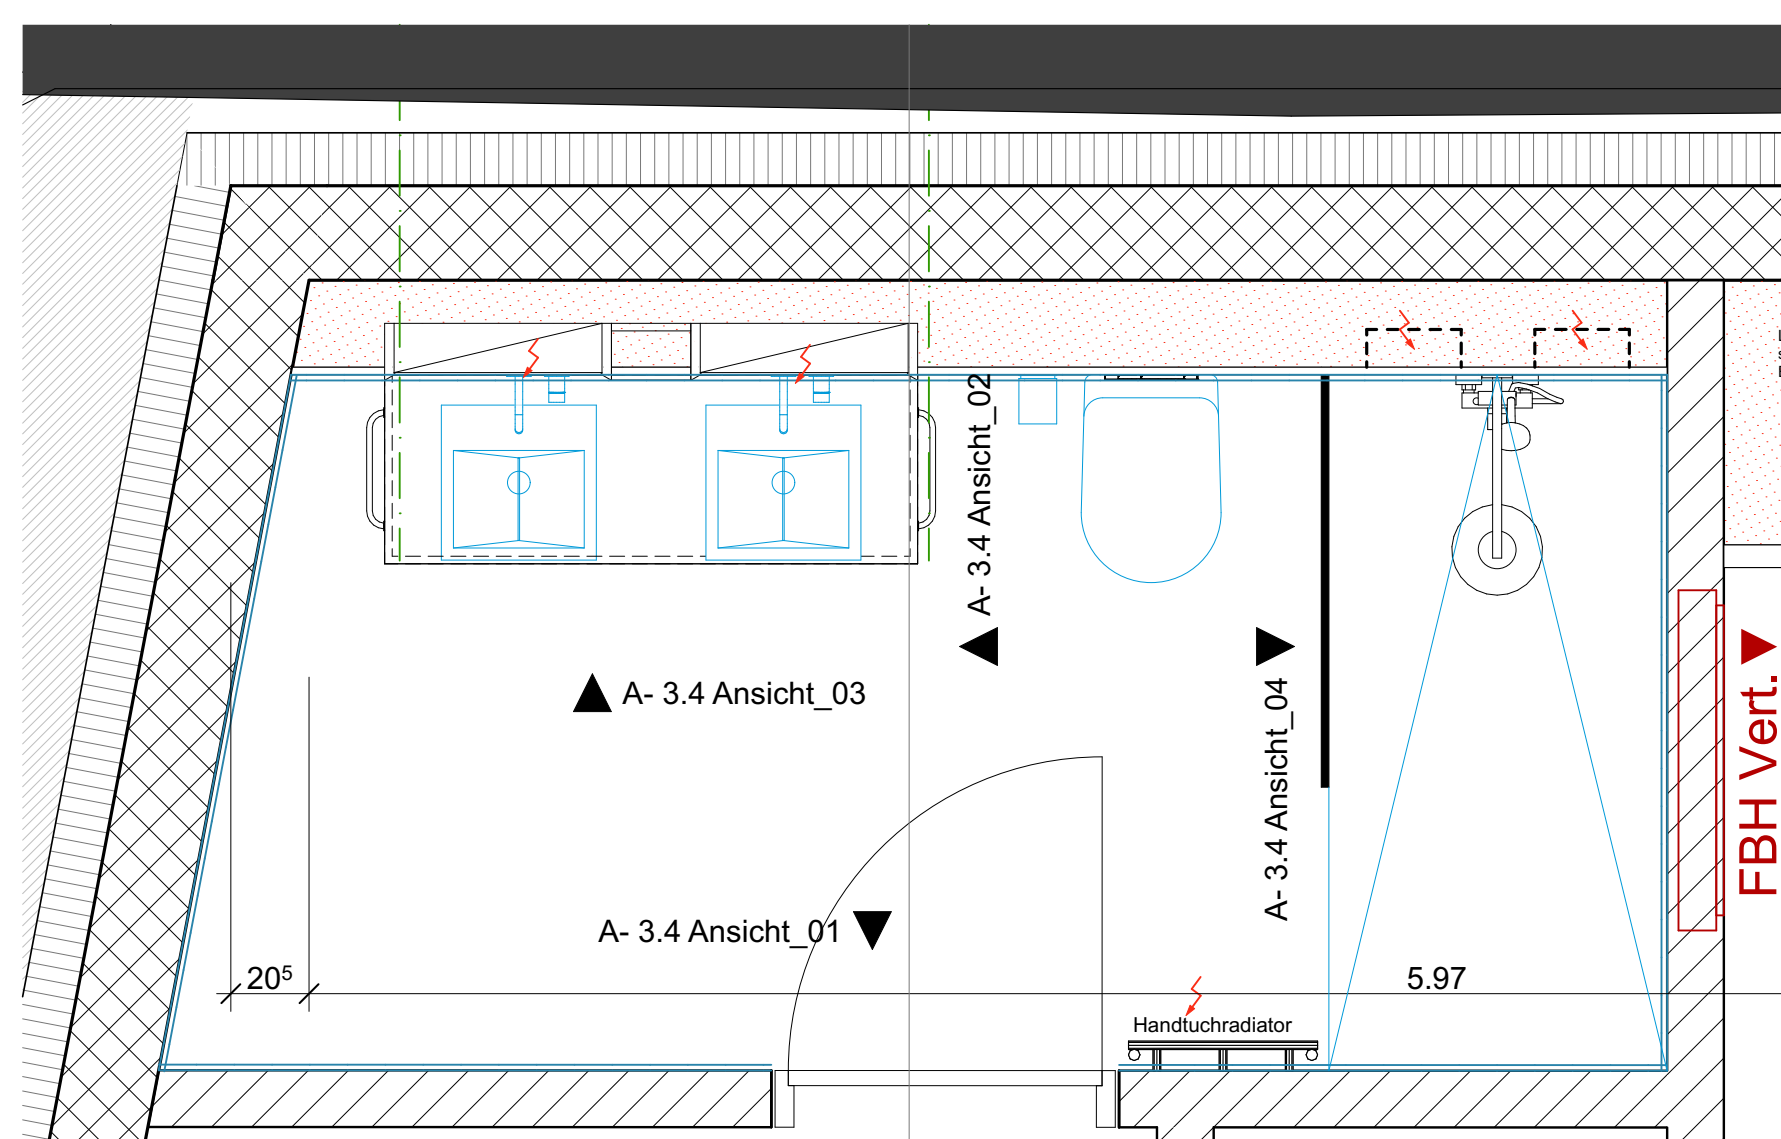 A- 3.4 Ansicht_02
A- 3.4 Ansicht_03
A- 3.4 Ansicht_04
A- 3.4 Ansicht_01
FBH Vert.
20⁵
5.97
Handtuchradiator